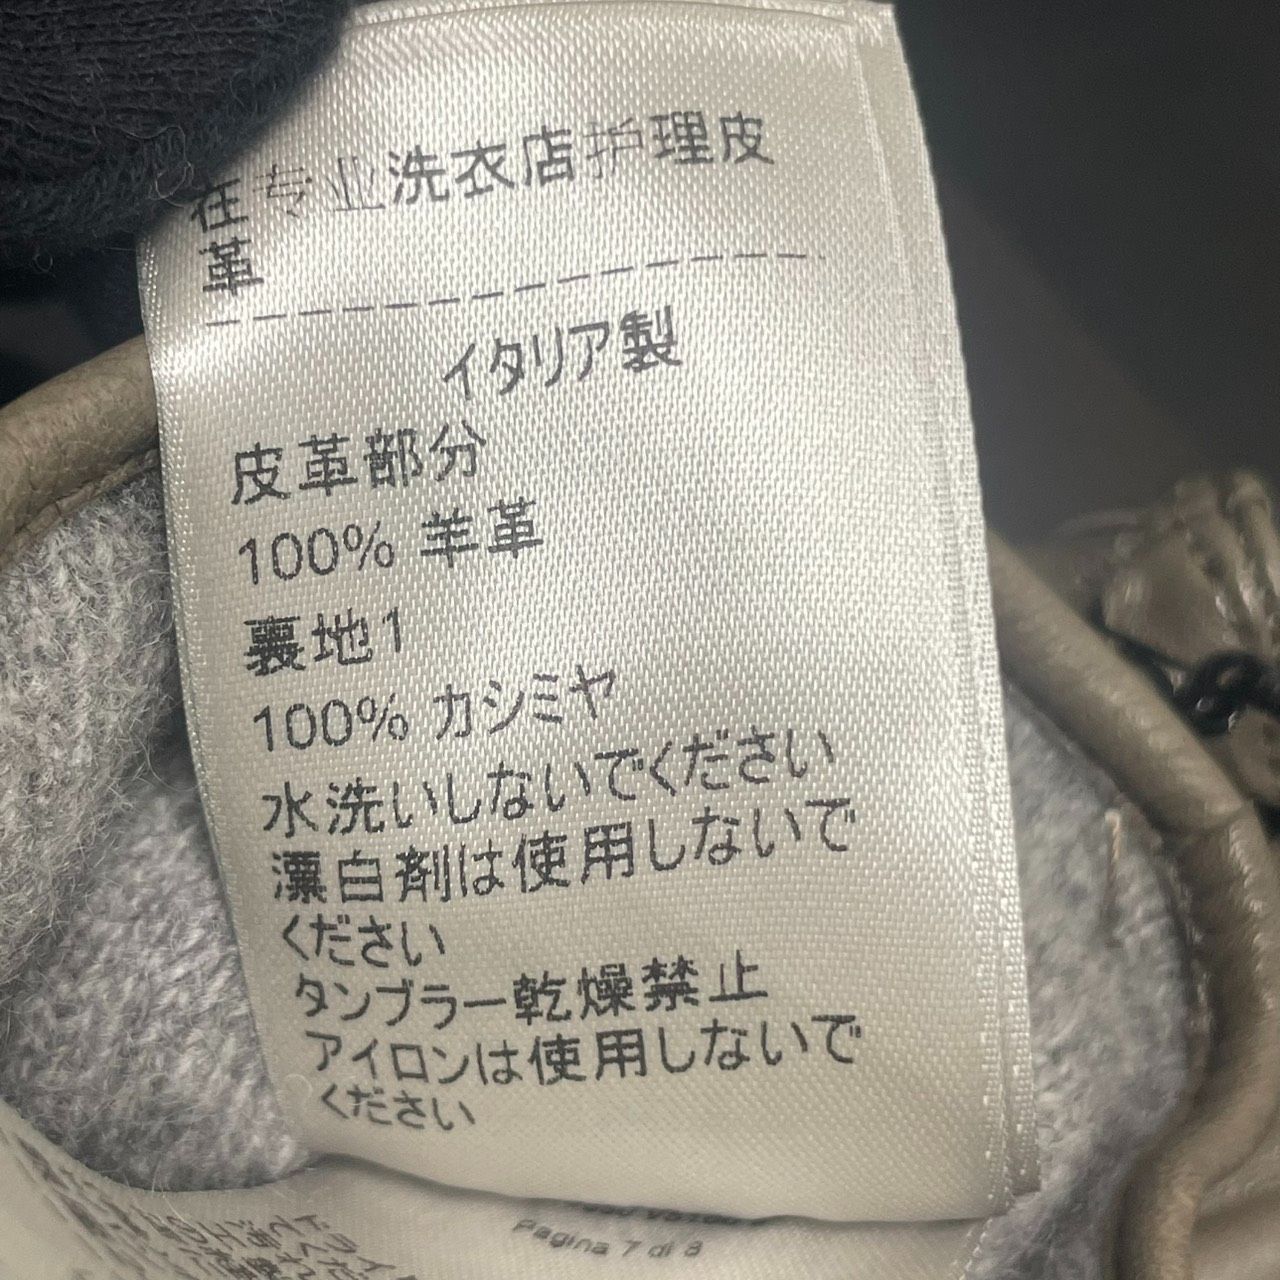 在专业洗衣店护理皮
革
イタリア製
皮革部分
100% 羊革
裏地1
100% カシミヤ
水洗いしないでください
漂白剤は使用しないで
ください
タンブラー乾燥禁止
アイロンは使用しないで
ください
Pagina 7 di 8